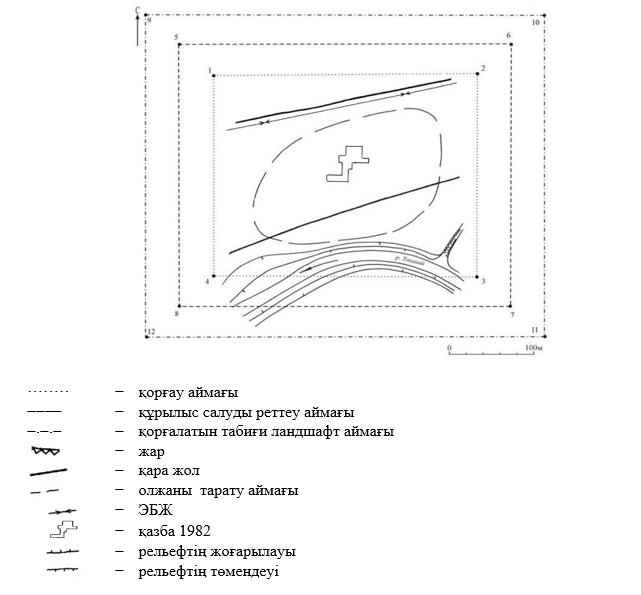 С
9
10
5
6
1
2
р. Тобыл
4
3
8
7
12
11
0 100м
– қорғау аймағы
– құрылыс салуды реттеу аймағы
– қорғалатын табиғи ландшафт аймағы
– жар
– қара жол
– олжаны тарату аймағы
– ЭБЖ
– қазба 1982
– рельефтің жоғарылауы
– рельефтің төмендеуі